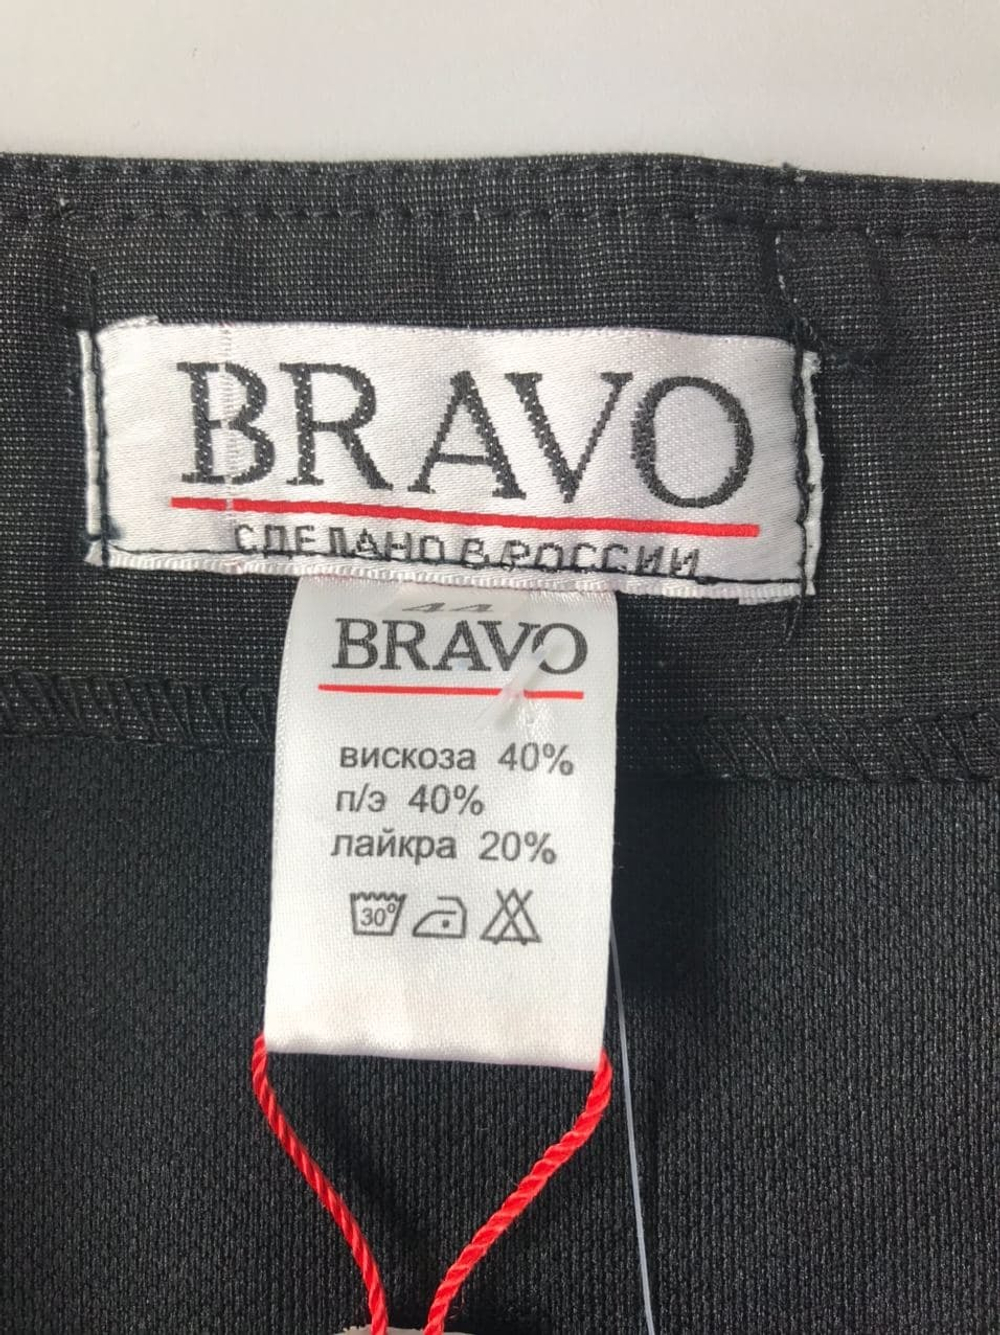 BRAVO
СДЕЛАНО В РОССИИ
44
BRAVO
вискоза 40%
п/э 40%
лайкра 20%
30°